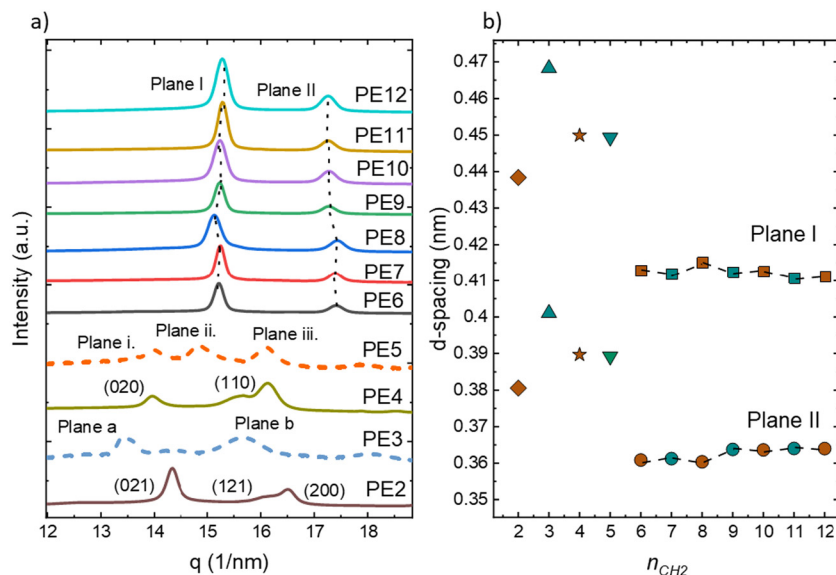 a)
Plane I
Plane II
PE12
PE11
PE10
PE9
PE8
PE7
PE6
Plane i.
Plane ii.
Plane iii.
PE5
(020)
(110)
PE4
Plane a
Plane b
PE3
(021)
(121)
(200)
PE2
12 13 14 15 16 17 18
q (1/nm)
Intensity (a.u.)
b)
0.47
0.46
0.45
0.44
0.43
0.42
0.41
0.4
0.39
0.38
0.37
0.36
0.35
d-spacing (nm)
Plane I
Plane II
2 3 4 5 6 7 8 9 10 11 12
nCH2